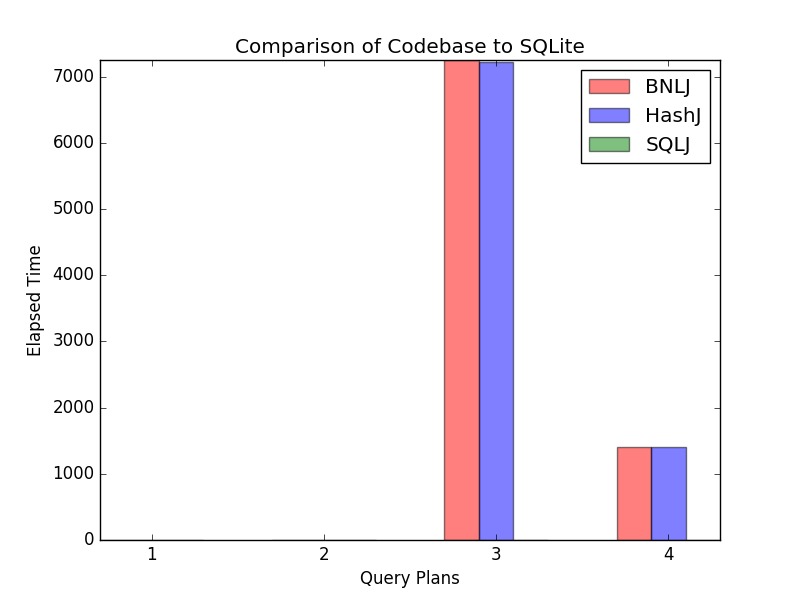 Comparison of Codebase to SQLite
7000
6000
5000
4000
3000
2000
1000
0
Elapsed Time
BNLJ
HashJ
SQLJ
1 2 3 4
Query Plans